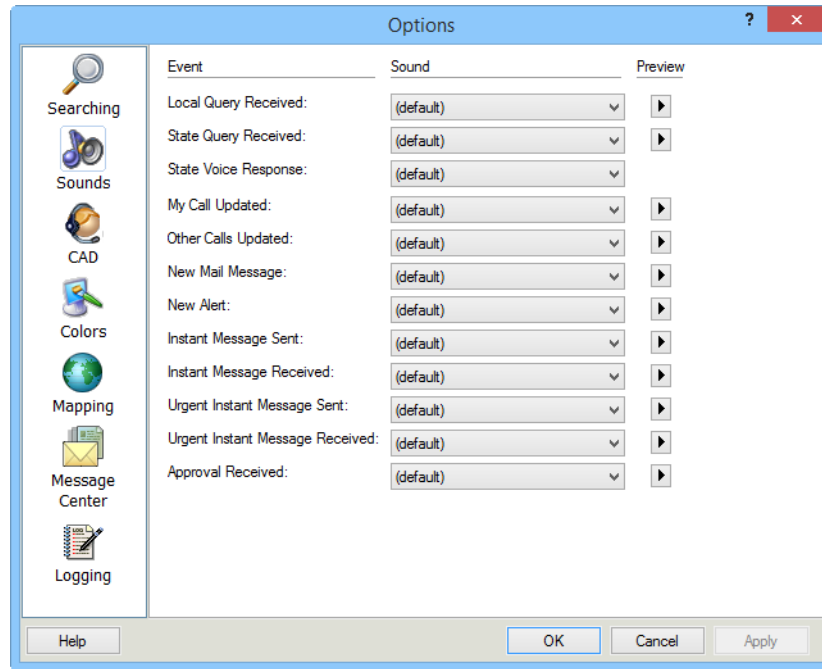 Options
?
Event Sound Preview
Searching
Sounds
CAD
Colors
Mapping
Message
Center
LOG
Logging
Local Query Received: (default)
State Query Received: (default)
State Voice Response: (default)
My Call Updated: (default)
Other Calls Updated: (default)
New Mail Message: (default)
New Alert: (default)
Instant Message Sent: (default)
Instant Message Received: (default)
Urgent Instant Message Sent: (default)
Urgent Instant Message Received: (default)
Approval Received: (default)
Help OK Cancel Apply